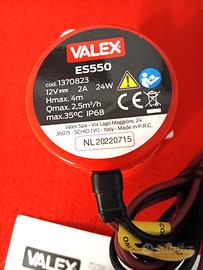 VALEX
ES550
cod. 1370823
12V⎓ 2A 24W
Hmax. 4m
Qmax. 2,5m³/h
max.35°C IP68
Valex Spa - Via Lago Maggiore, 24
36015 - SCHIO (VI) - Italy - Made in P.R.C.
NL20220715
VALEX